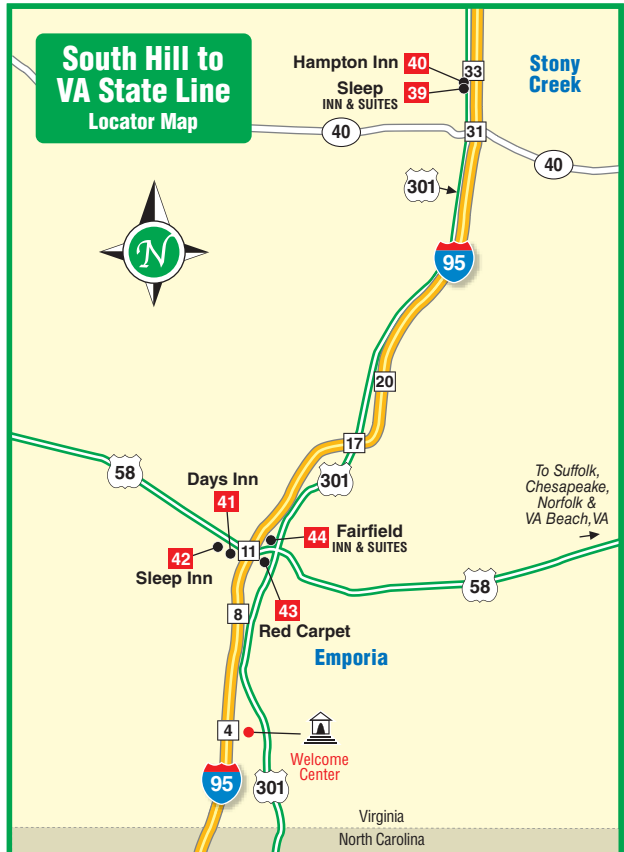 South Hill to
VA State Line
Locator Map
Hampton Inn 40
Sleep 39
INN & SUITES
33
Stony
Creek
31
40
40
301
N
95
20
17
58
301
Days Inn
41
To Suffolk,
Chesapeake,
Norfolk &
VA Beach,VA
44 Fairfield
INN & SUITES
11
42
Sleep Inn
58
43
Red Carpet
8
Emporia
4
Welcome
Center
95
301
Virginia
North Carolina